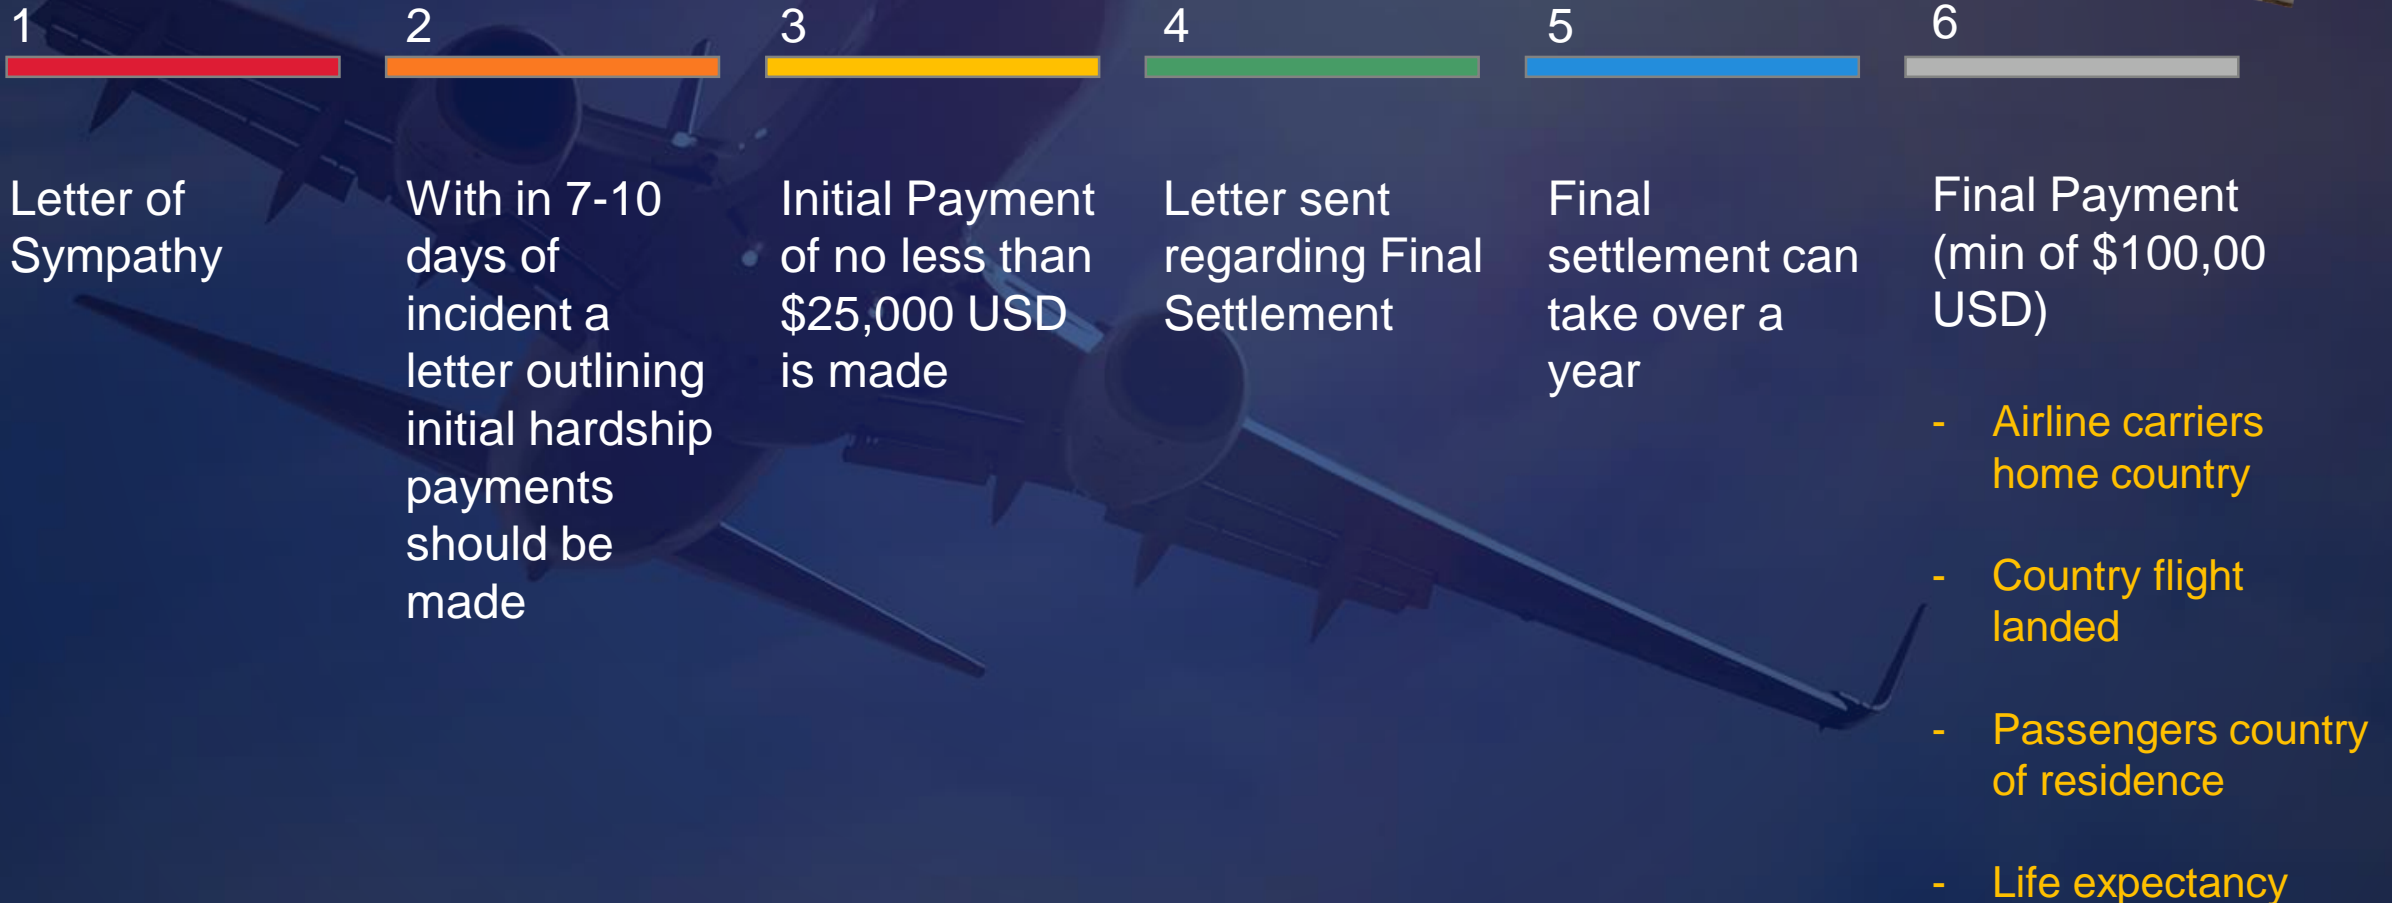 1
Letter of
Sympathy
2
With in 7-10
days of
incident a
letter outlining
initial hardship
payments
should be
made
3
Initial Payment
of no less than
$25,000 USD
is made
4
Letter sent
regarding Final
Settlement
5
Final
settlement can
take over a
year
6
Final Payment
(min of $100,00
USD)
- Airline carriers
home country
- Country flight
landed
- Passengers country
of residence
- Life expectancy